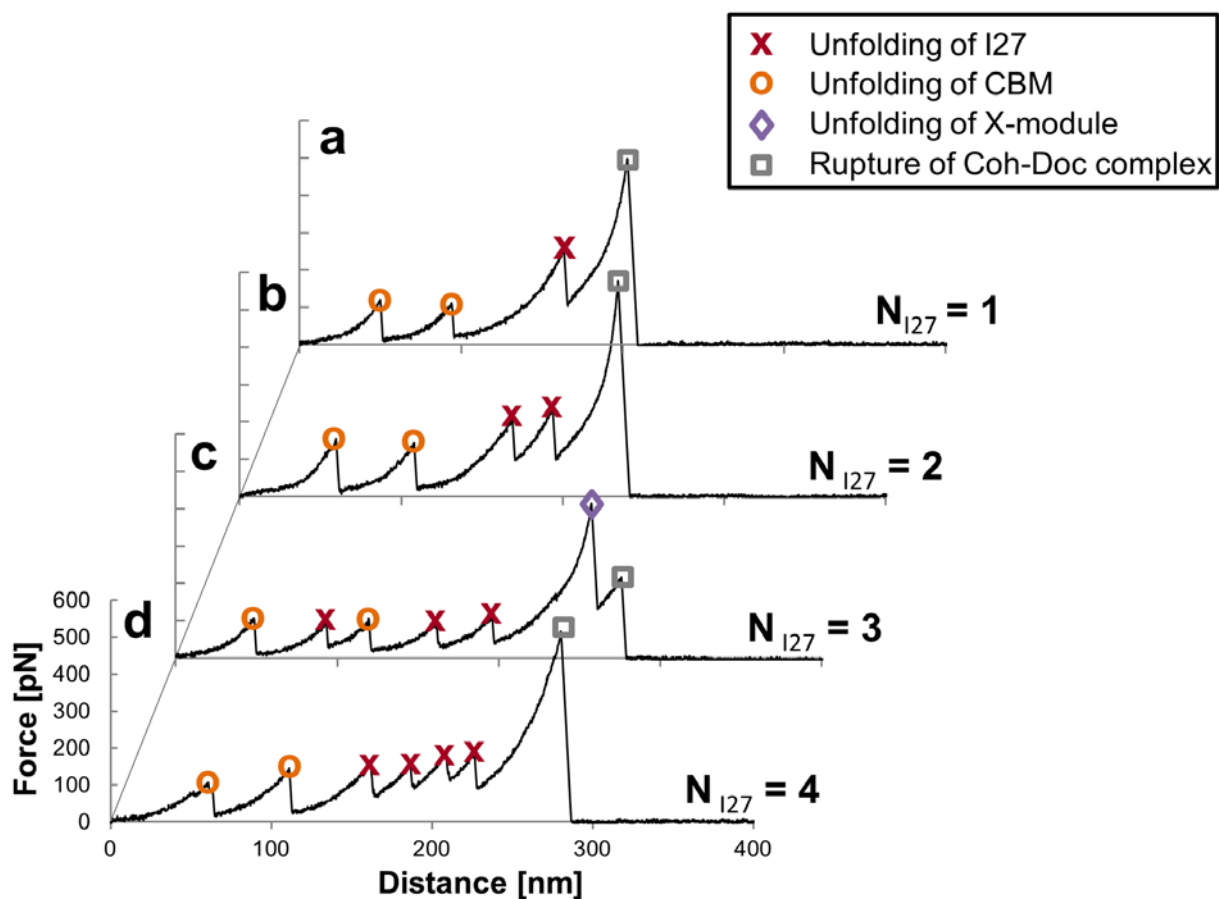 X Unfolding of I27
O Unfolding of CBM
Unfolding of X-module
Rupture of Coh-Doc complex
a
N I27 = 1
b
N I27 = 2
c
N I27 = 3
d
N I27 = 4
Force [pN]
600
500
400
300
200
100
0
0 100 200 300 400
Distance [nm]